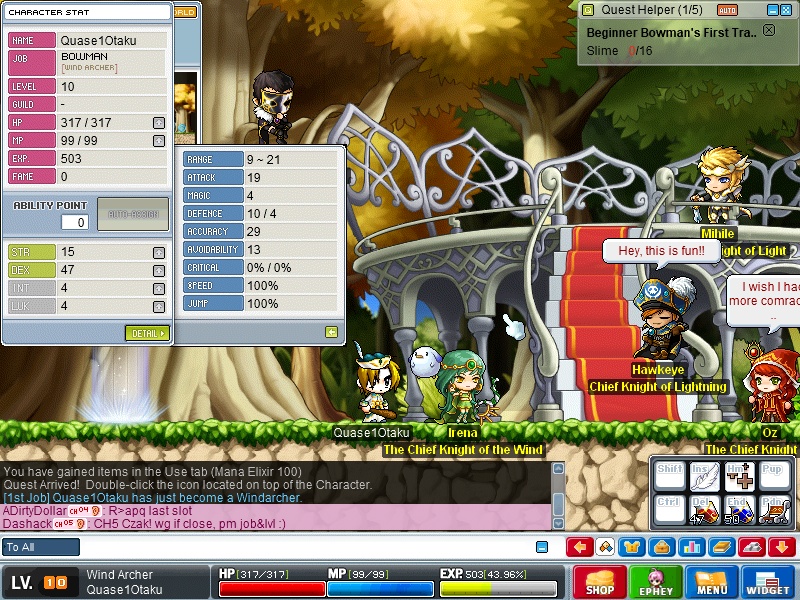 CHARACTER STAT
NAME Quase1Otaku
JOB BOWMAN
[WIND ARCHER]
LEVEL 10
GUILD -
HP 317 / 317
MP 99 / 99
EXP. 503
FAME 0
ABILITY POINT
0
AUTO-ASSIGN
STR 15
DEX 47
INT 4
LUK 4
DETAIL
RANGE 9 ~ 21
ATTACK 19
MAGIC 4
DEFENCE 10 / 4
ACCURACY 29
AVOIDABILITY 13
CRITICAL 0% / 0%
SPEED 100%
JUMP 100%
Quest Helper (1/5) AUTO
Beginner Bowman's First Tra..
Slime 0/16
Mihile
Hey, this is fun!!
ight of Light
I wish I had
more comrad
..
Hawkeye
Chief Knight of Lightning
Quase1Otaku
Irena
Oz
The Chief Knight of the Wind
The Chief Knight
You have gained items in the Use tab (Mana Elixir 100)
Quest Arrived! Double-click the icon located on top of the Character.
[1st Job] Quase1Otaku has just become a Windarcher.
ADirtyDollar CH04 : R>apq last slot
Dashack CH05 : CH5 Czak! wg if close, pm job&lvl :)
Shift Ins Hm Pup
Ctrl Del End Pdn
47 50
To All
LV. 10
Wind Archer
Quase1Otaku
HP [317/317]
MP [99/99]
EXP. 503[43.96%]
SHOP
EPHEY
MENU
WIDGET